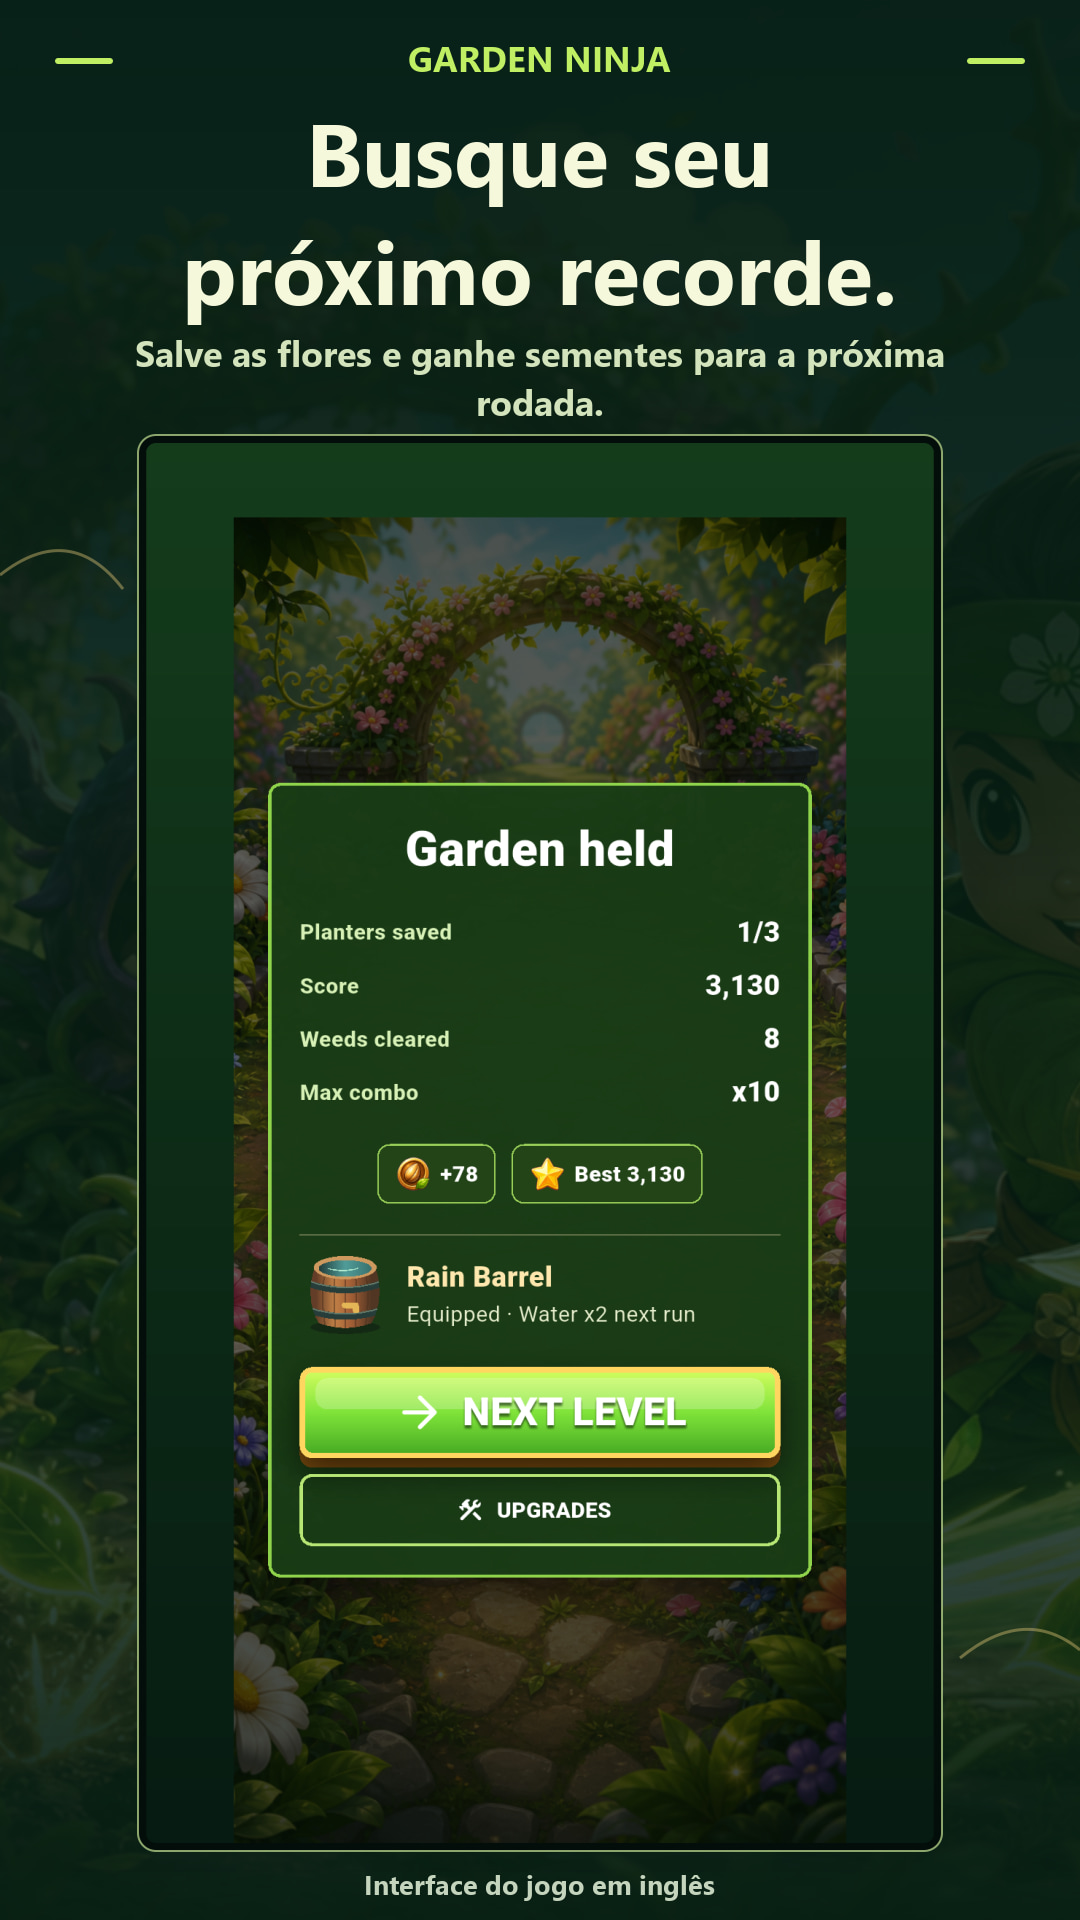 GARDEN NINJA
Busque seu
próximo recorde.
Salve as flores e ganhe sementes para a próxima
rodada.
Garden held
Planters saved 1/3
Score 3,130
Weeds cleared 8
Max combo x10
+78 Best 3,130
Rain Barrel
Equipped · Water x2 next run
NEXT LEVEL
UPGRADES
Interface do jogo em inglês